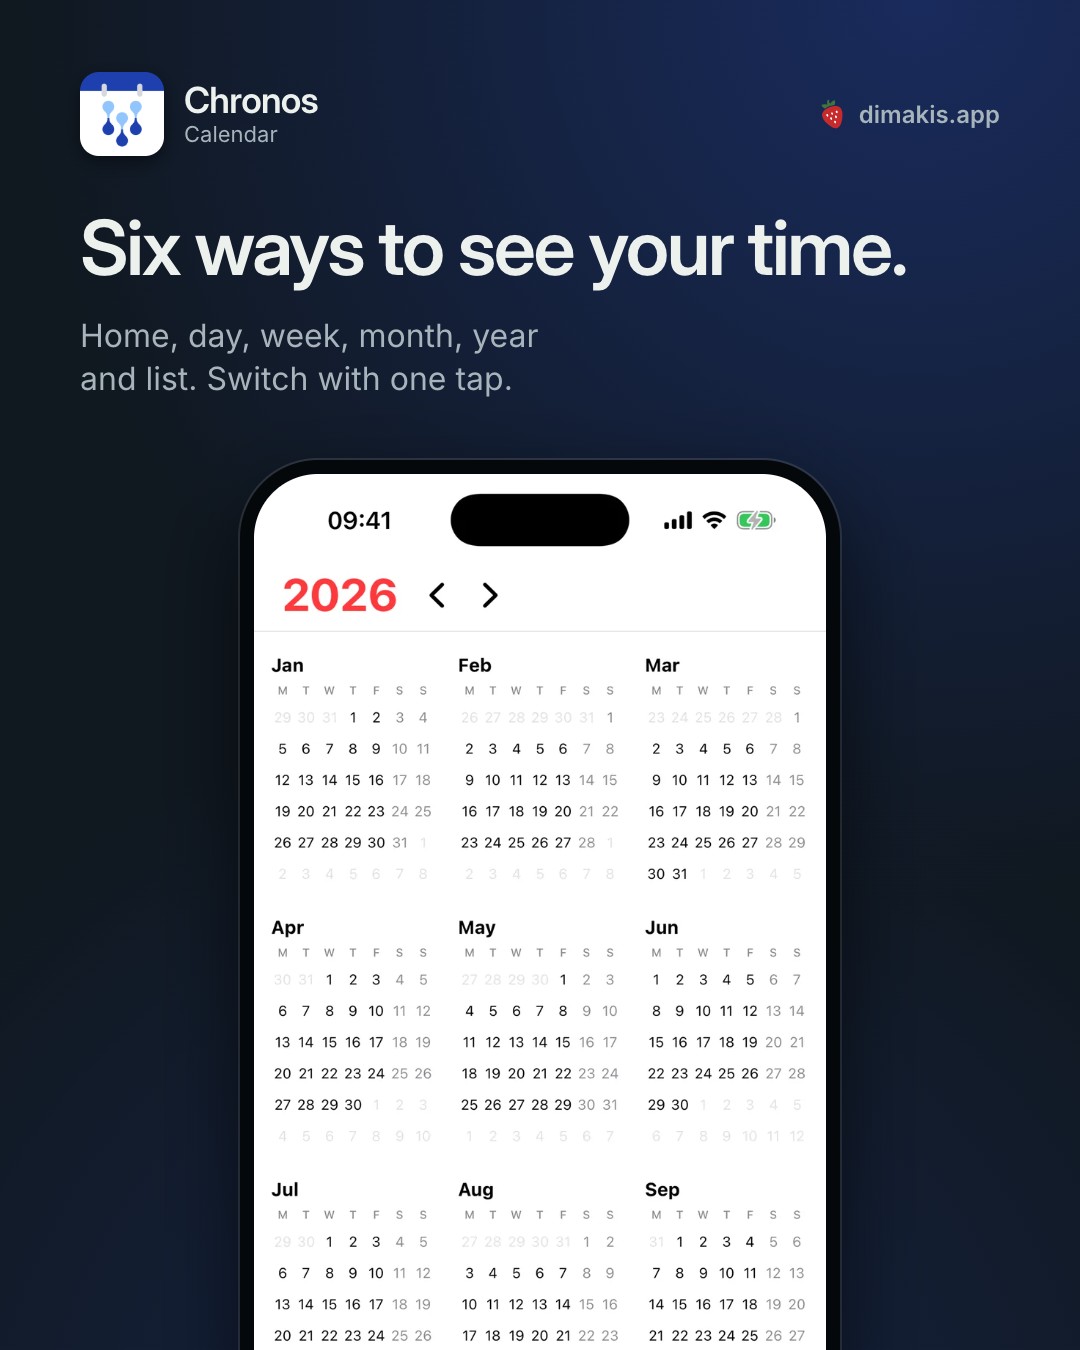 Chronos
Calendar
dimakis.app
Six ways to see your time.
Home, day, week, month, year
and list. Switch with one tap.
09:41
2026
Jan Feb Mar
M T W T F S S M T W T F S S M T W T F S S
29 30 31 1 2 3 4 26 27 28 29 30 31 1 23 24 25 26 27 28 1
5 6 7 8 9 10 11 2 3 4 5 6 7 8 2 3 4 5 6 7 8
12 13 14 15 16 17 18 9 10 11 12 13 14 15 9 10 11 12 13 14 15
19 20 21 22 23 24 25 16 17 18 19 20 21 22 16 17 18 19 20 21 22
26 27 28 29 30 31 1 23 24 25 26 27 28 1 23 24 25 26 27 28 29
2 3 4 5 6 7 8 2 3 4 5 6 7 8 30 31 1 2 3 4 5
Apr May Jun
M T W T F S S M T W T F S S M T W T F S S
30 31 1 2 3 4 5 27 28 29 30 1 2 3 1 2 3 4 5 6 7
6 7 8 9 10 11 12 4 5 6 7 8 9 10 8 9 10 11 12 13 14
13 14 15 16 17 18 19 11 12 13 14 15 16 17 15 16 17 18 19 20 21
20 21 22 23 24 25 26 18 19 20 21 22 23 24 22 23 24 25 26 27 28
27 28 29 30 1 2 3 25 26 27 28 29 30 31 29 30 1 2 3 4 5
4 5 6 7 8 9 10 1 2 3 4 5 6 7 6 7 8 9 10 11 12
Jul Aug Sep
M T W T F S S M T W T F S S M T W T F S S
29 30 1 2 3 4 5 27 28 29 30 31 1 2 31 1 2 3 4 5 6
6 7 8 9 10 11 12 3 4 5 6 7 8 9 7 8 9 10 11 12 13
13 14 15 16 17 18 19 10 11 12 13 14 15 16 14 15 16 17 18 19 20
20 21 22 23 24 25 26 17 18 19 20 21 22 23 21 22 23 24 25 26 27